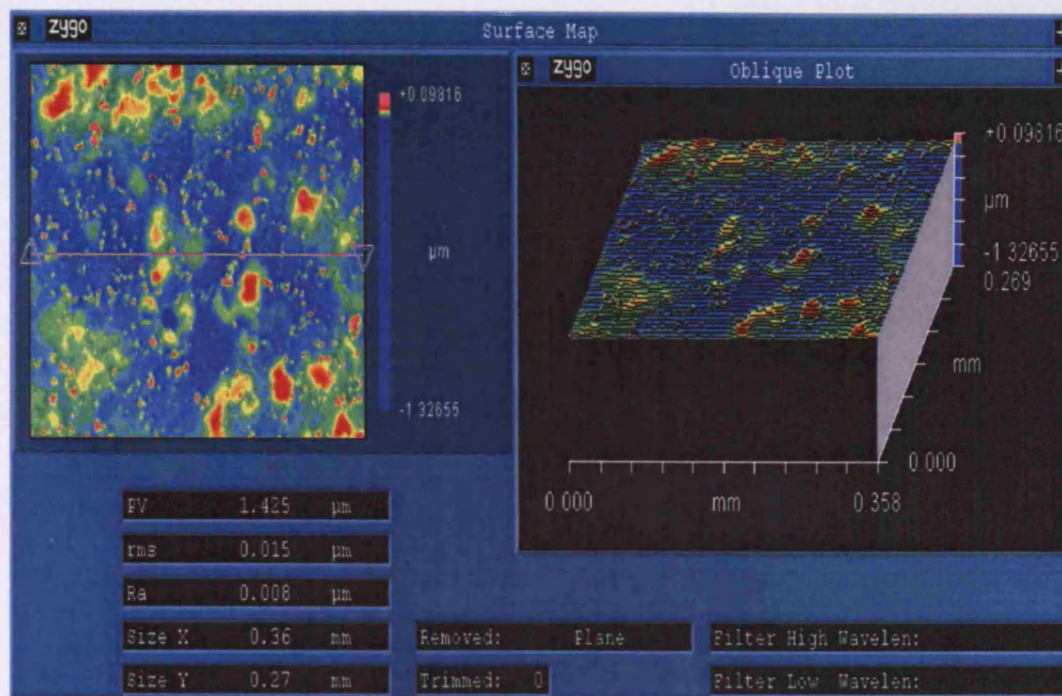 zygo Surface Map
+0.09816
µm
-1.32655
zygo Oblique Plot
+0.09816
µm
-1.32655
0.269
mm
0.000
0.000 mm 0.358
PV 1.425 µm
rms 0.015 µm
Ra 0.008 µm
Size X 0.36 mm
Size Y 0.27 mm
Removed: Plane
Trimmed: 0
Filter High Wavelen:
Filter Low Wavelen: